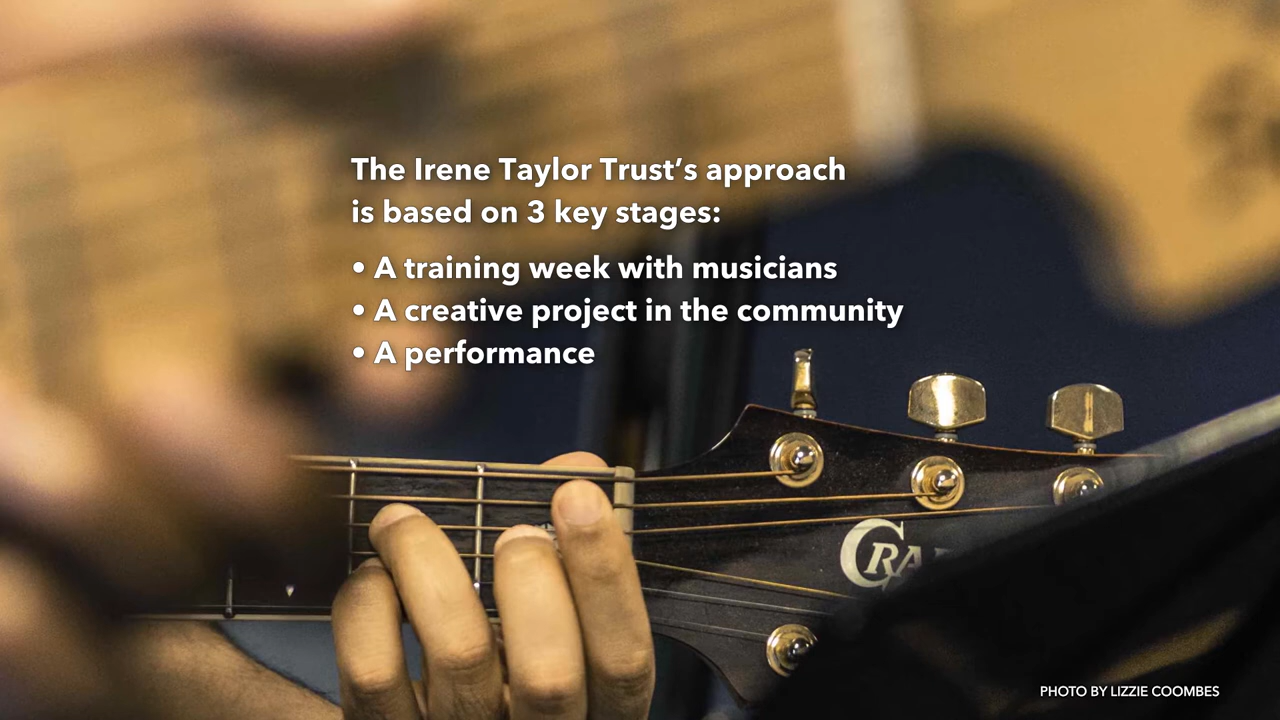 The Irene Taylor Trust’s approach
is based on 3 key stages:
• A training week with musicians
• A creative project in the community
• A performance
CRA
PHOTO BY LIZZIE COOMBES